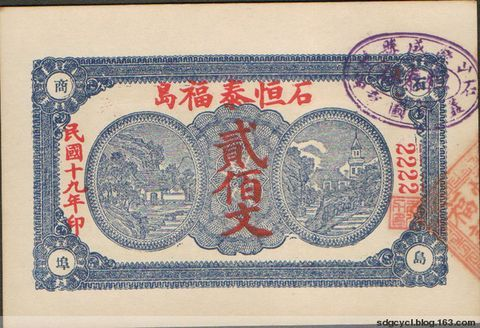 石恒泰福島
貳佰文
民國十九年印
2222
商
埠
島
sdgcycl.blog.163.com